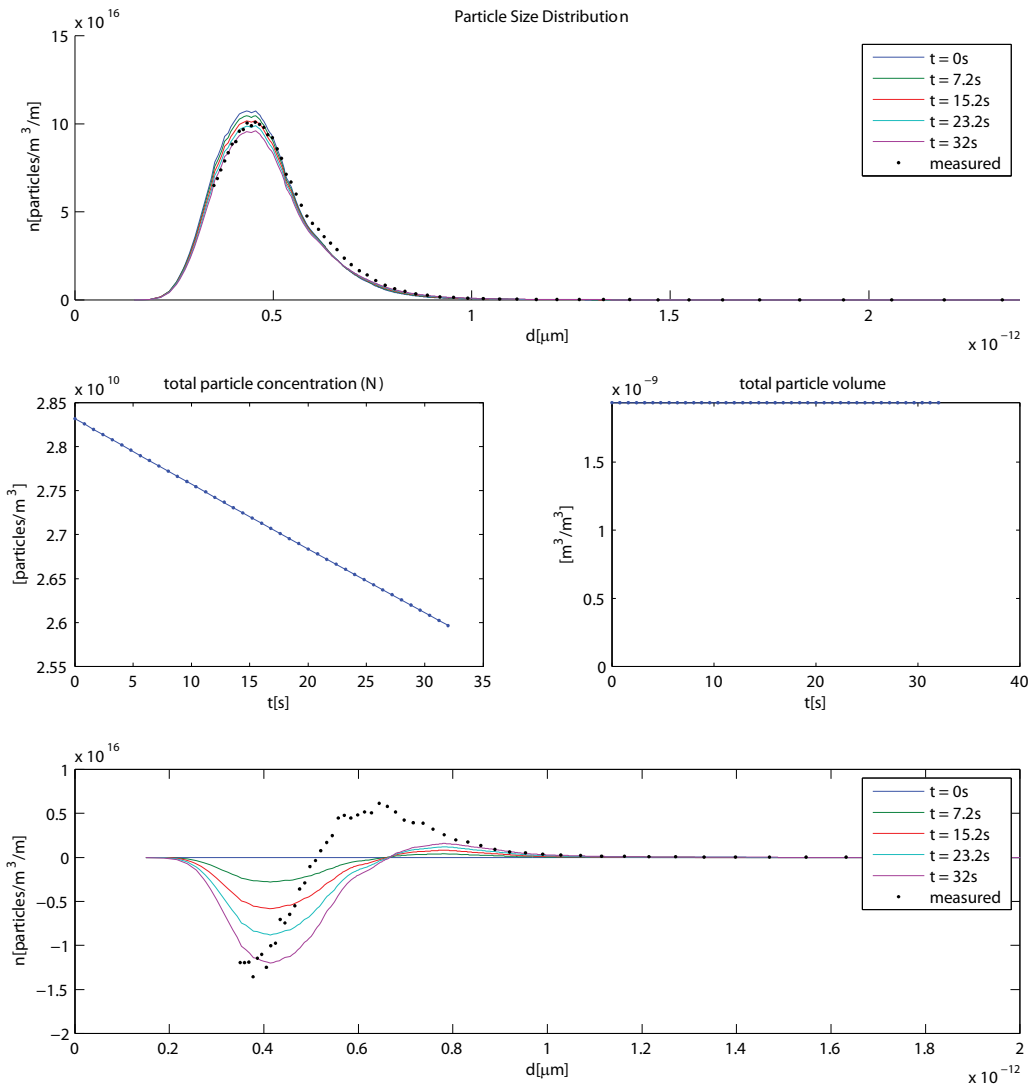 x 10 16
Particle Size Distribution
15
10
5
0
n[particles/m 3 /m]
0
0.5
1
1.5
2
d[μm]
x 10 −12
t = 0s
t = 7.2s
t = 15.2s
t = 23.2s
t = 32s
measured
x 10 10
total particle concentration (N)
2.85
2.8
2.75
2.7
2.65
2.6
2.55
[particles/m 3 ]
0
5
10
15
20
25
30
35
t[s]
x 10 −9
total particle volume
1.5
1
0.5
0
[m 3 /m 3 ]
0
10
20
30
40
t[s]
x 10 16
1
0.5
0
−0.5
−1
−1.5
−2
n[particles/m 3 /m]
0
0.2
0.4
0.6
0.8
1
1.2
1.4
1.6
1.8
2
d[μm]
x 10 −12
t = 0s
t = 7.2s
t = 15.2s
t = 23.2s
t = 32s
measured